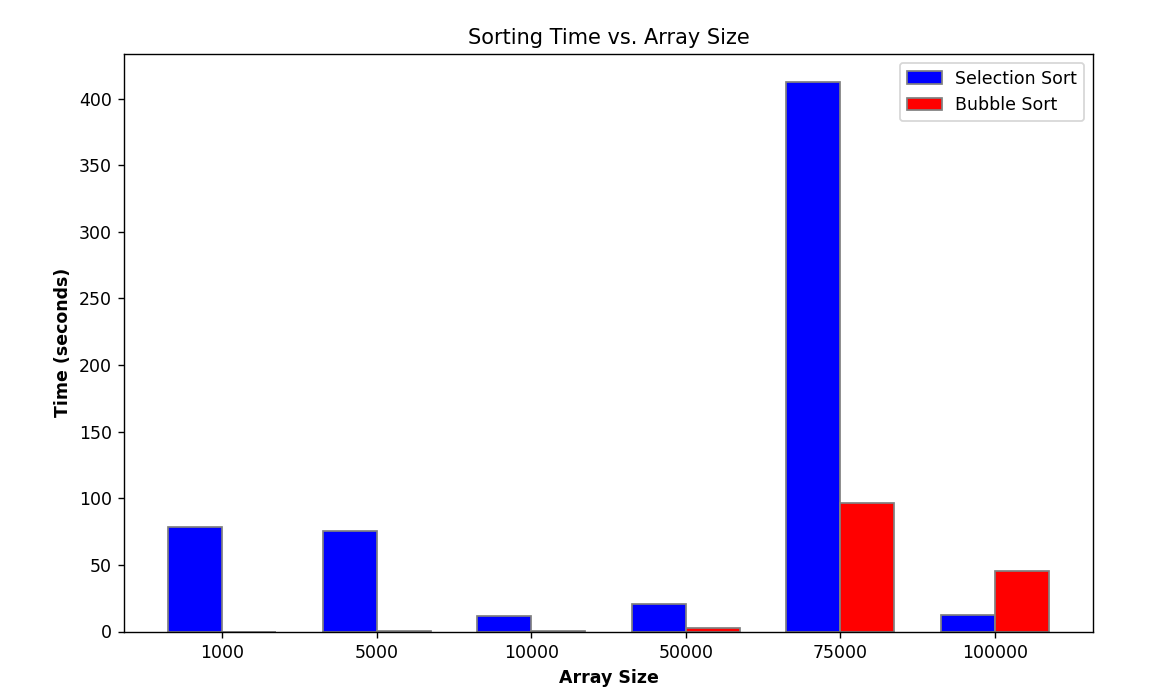 Sorting Time vs. Array Size
Selection Sort
Bubble Sort
400
350
300
250
200
150
100
50
0
Time (seconds)
1000 5000 10000 50000 75000 100000
Array Size